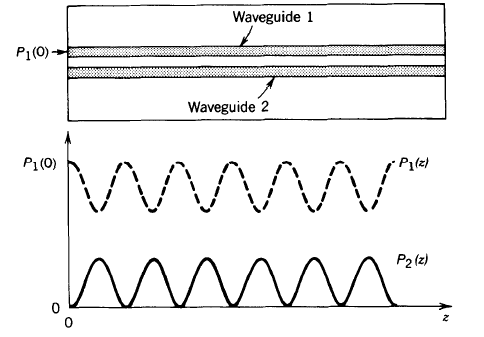 Waveguide 1
P₁(0)
Waveguide 2
P₁(0)
P₁(z)
P₂(z)
0
0
z